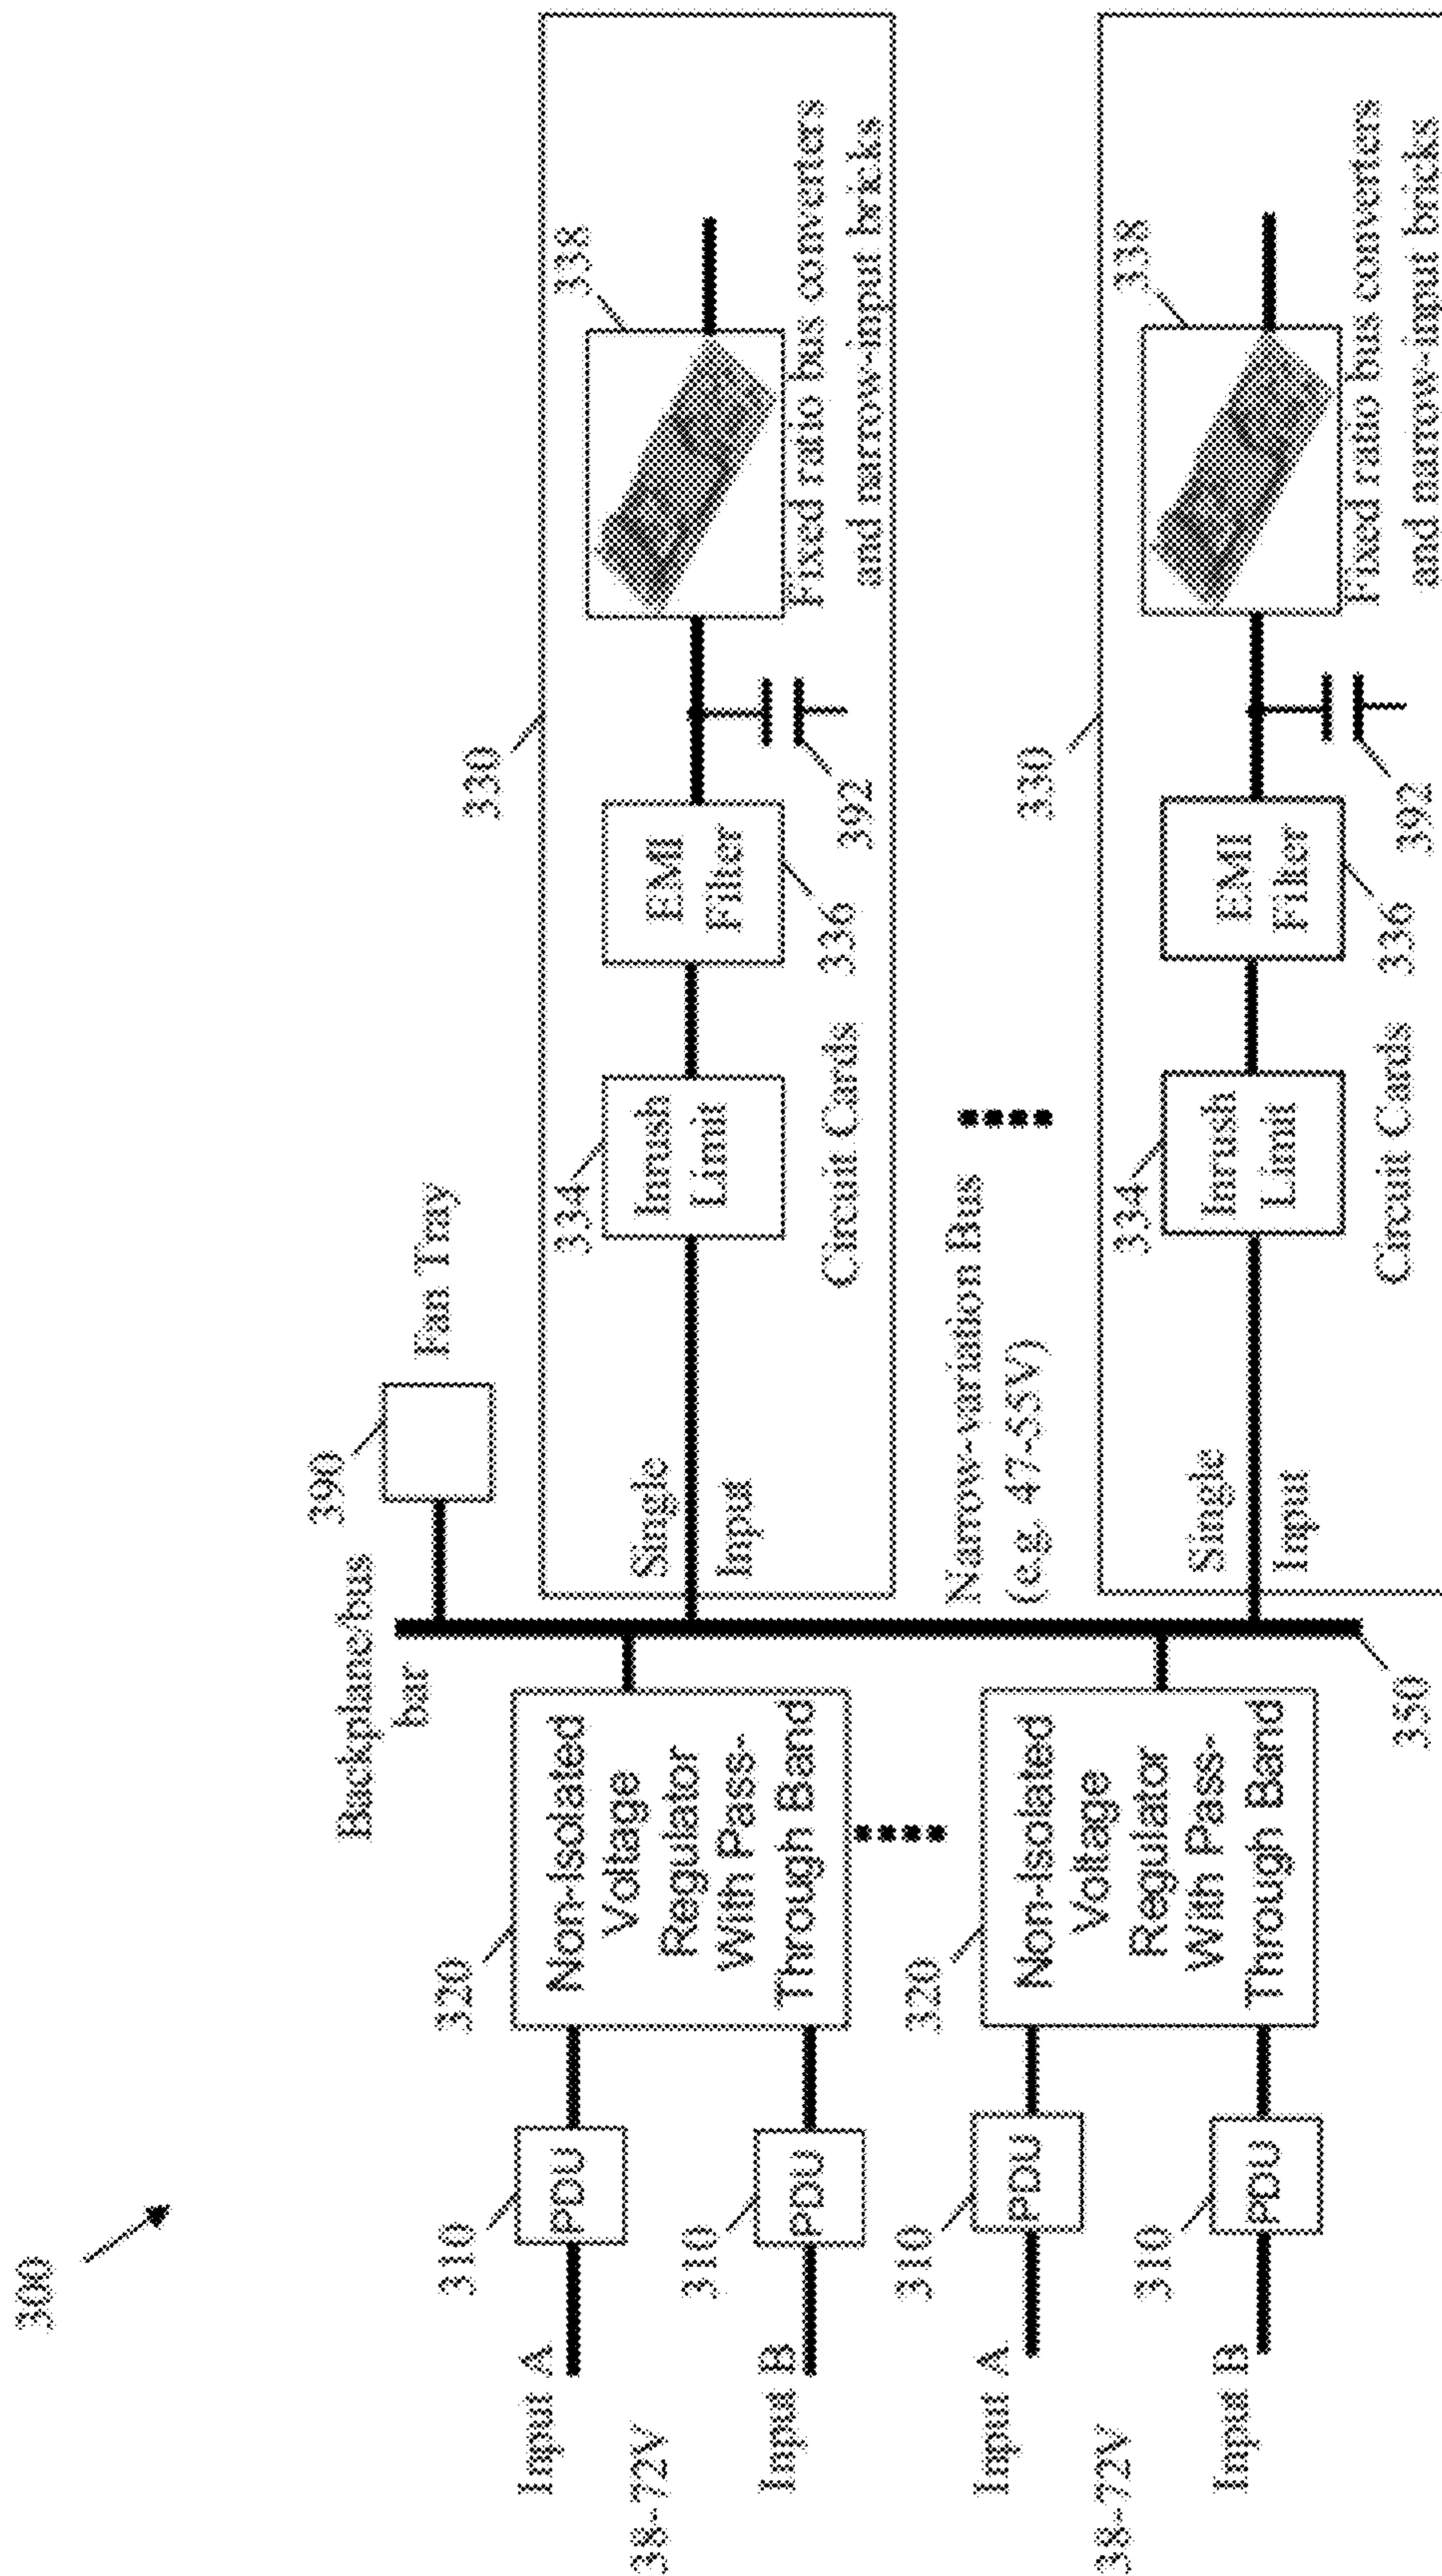 300
Input A
38-72V
Input B
310
PDU
310
PDU
320
Non-Isolated
Voltage
Regulator
With Pass-
Through Band
Backplane/bus
bar
390
Fan Tray
330
Single
Input
334
Inrush
Limit
EMI
Filter
336
392
338
Circuit Cards
Fixed ratio bus converters
and narrow-input bricks
Narrow-variation Bus
(e.g. 47-55V)
Input A
38-72V
Input B
310
PDU
310
PDU
320
Non-Isolated
Voltage
Regulator
With Pass-
Through Band
350
330
Single
Input
334
Inrush
Limit
EMI
Filter
336
392
338
Circuit Cards
Fixed ratio bus converters
and narrow-input bricks